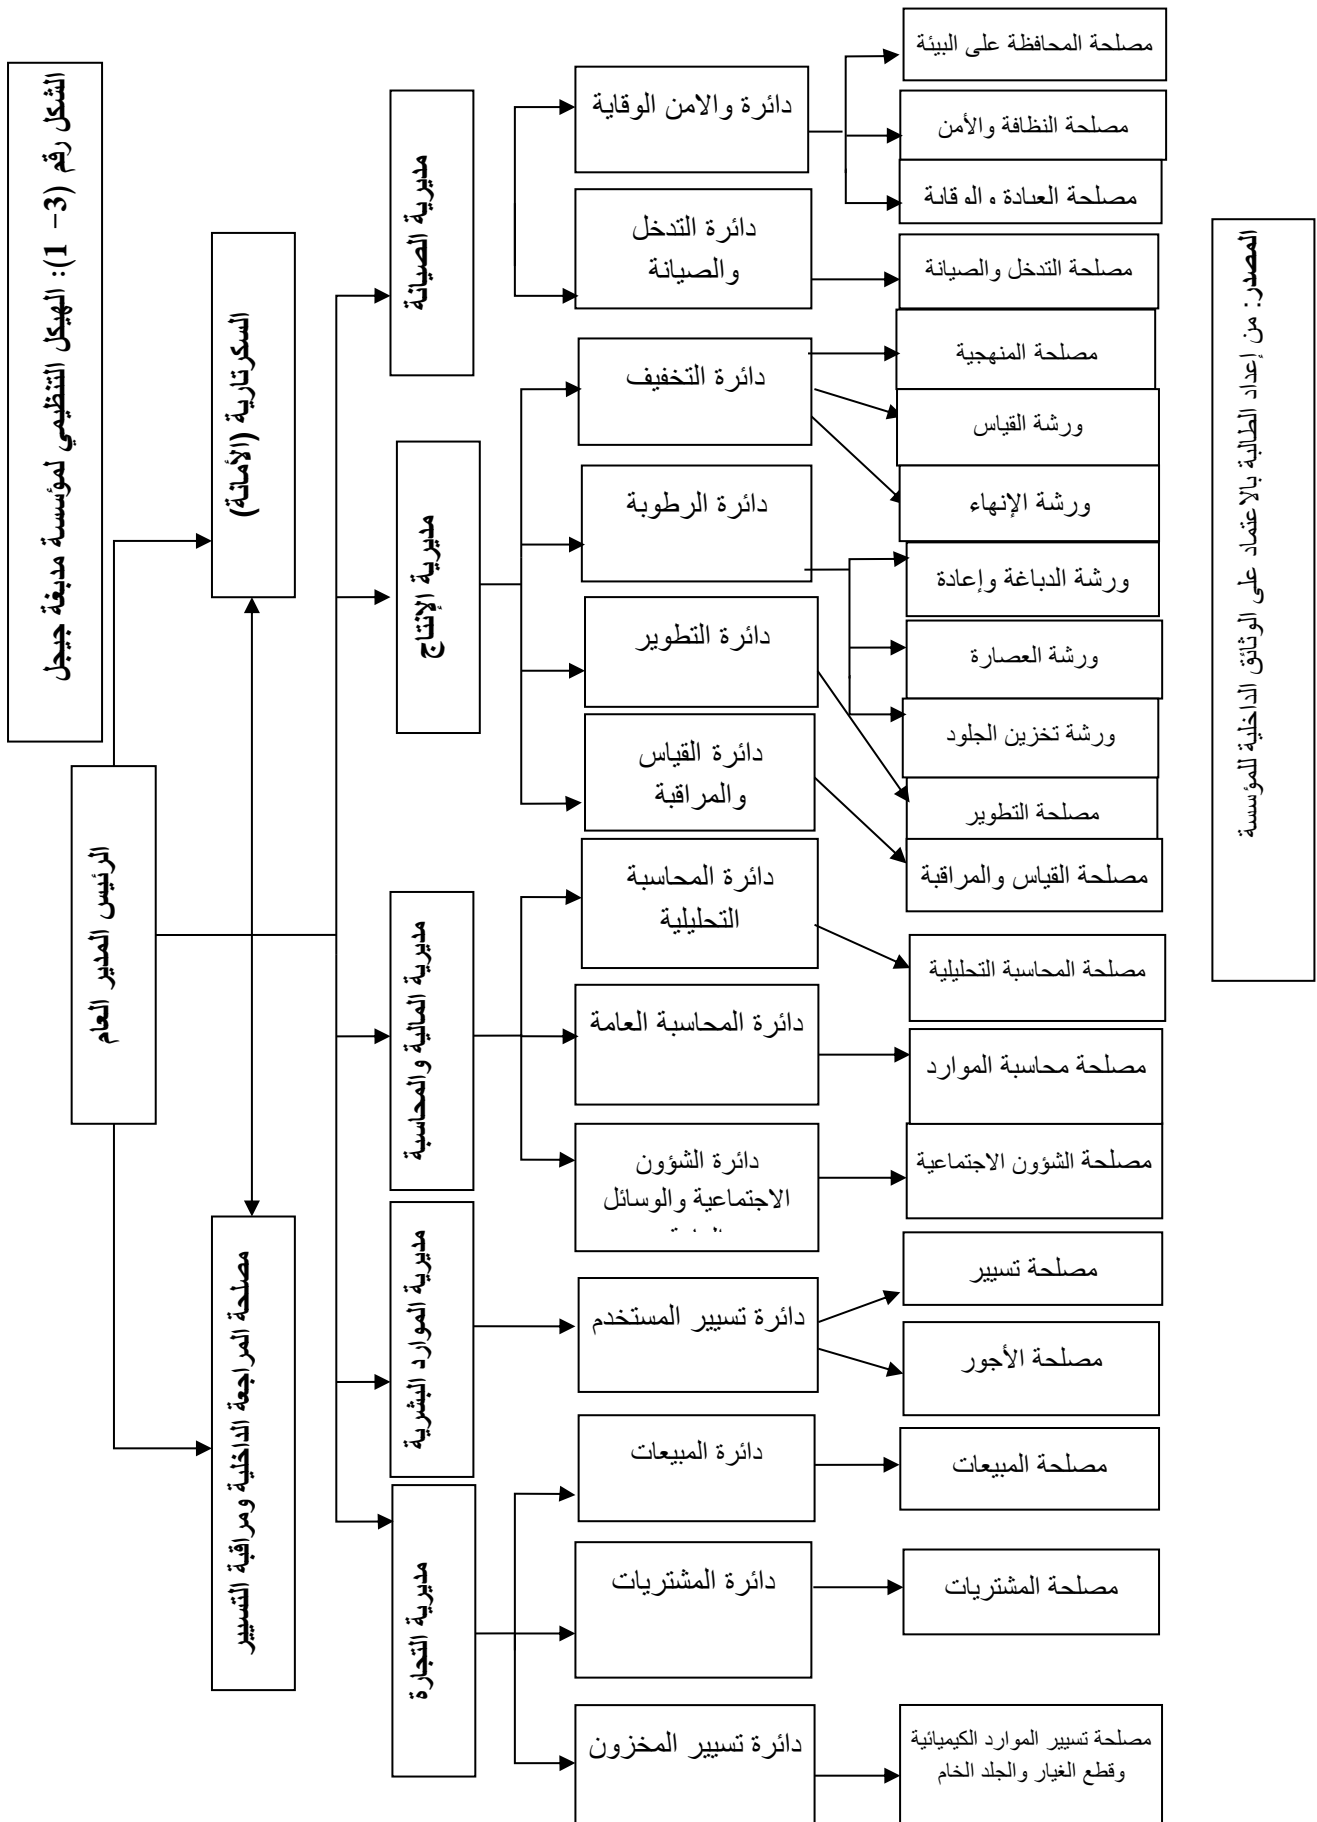 الشكل رقم (3- 1): الهيكل التنظيمي لمؤسسة مدبغة جيجل
الرئيس المدير العام
السكرتارية (الأمانة)
مصلحة المراجعة الداخلية ومراقبة التسيير
مديرية الصيانة
مديرية الإنتاج
مديرية المالية والمحاسبة
مديرية الموارد البشرية
مديرية التجارة
دائرة والامن الوقاية
دائرة التدخل
والصيانة
دائرة التخفيف
دائرة الرطوبة
دائرة التطوير
دائرة القياس
والمراقبة
دائرة المحاسبة
التحليلية
دائرة المحاسبة العامة
دائرة الشؤون
الاجتماعية والوسائل
دائرة تسيير المستخدم
دائرة المبيعات
دائرة المشتريات
دائرة تسيير المخزون
مصلحة المحافظة على البيئة
مصلحة النظافة والأمن
مصلحة العيادة والوقاية
مصلحة التدخل والصيانة
مصلحة المنهجية
ورشة القياس
ورشة الإنهاء
ورشة الدباغة وإعادة
ورشة العصارة
ورشة تخزين الجلود
مصلحة التطوير
مصلحة القياس والمراقبة
مصلحة المحاسبة التحليلية
مصلحة محاسبة الموارد
مصلحة الشؤون الاجتماعية
مصلحة تسيير
مصلحة الأجور
مصلحة المبيعات
مصلحة المشتريات
مصلحة تسيير الموارد الكيميائية
وقطع الغيار والجلد الخام
المصدر: من إعداد الطالبة بالاعتماد على الوثائق الداخلية للمؤسسة